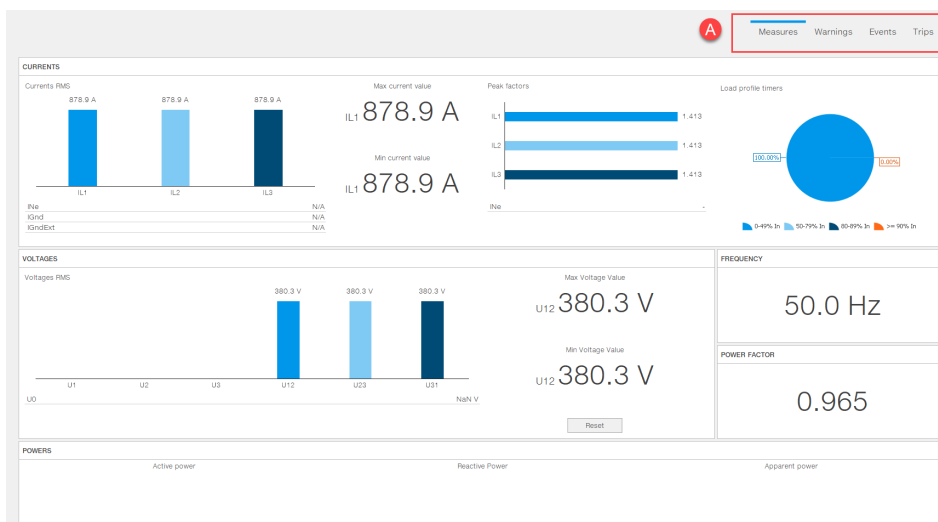 A
Measures Warnings Events Trips
CURRENTS
Currents RMS
878.9 A 878.9 A 878.9 A
IL1 IL2 IL3
INe N/A
IGnd N/A
IGndExt N/A
Max current value
IL1 878.9 A
Min current value
IL1 878.9 A
Peak factors
IL1 1.413
IL2 1.413
IL3 1.413
INe -
Load profile timers
100.00% 0.00%
0-49% In 50-79% In 80-89% In >= 90% In
VOLTAGES
Voltages RMS
380.3 V 380.3 V 380.3 V
U1 U2 U3 U12 U23 U31
U0 NaN V
Max Voltage Value
U12 380.3 V
Min Voltage Value
U12 380.3 V
Reset
FREQUENCY
50.0 Hz
POWER FACTOR
0.965
POWERS
Active power Reactive Power Apparent power